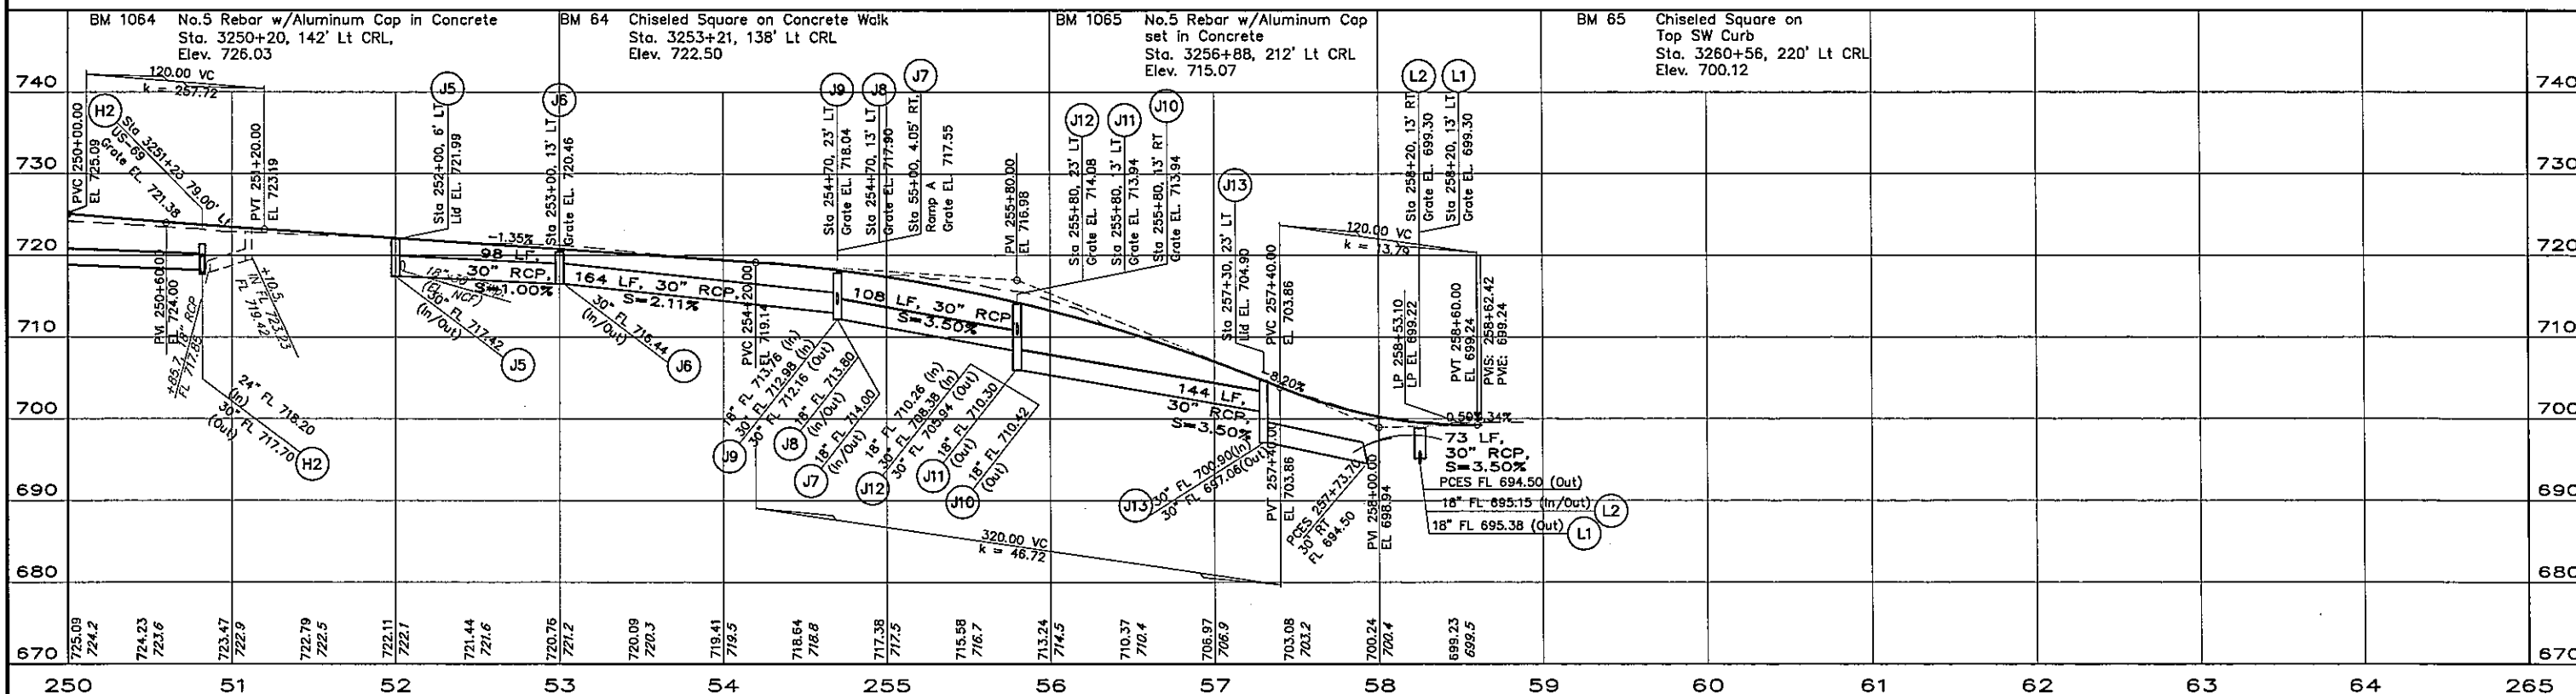 BM 1064 No.5 Rebar w/Aluminum Cap in Concrete
Sta. 3250+20, 142' Lt CRL,
Elev. 726.03
BM 64 Chiseled Square on Concrete Walk
Sta. 3253+21, 138' Lt CRL
Elev. 722.50
BM 1065 No.5 Rebar w/Aluminum Cap
set in Concrete
Sta. 3256+88, 212' Lt CRL
Elev. 715.07
BM 65 Chiseled Square on
Top SW Curb
Sta. 3260+56, 220' Lt CRL
Elev. 700.12
740
730
720
710
700
690
680
670
740
730
720
710
700
690
680
670
120.00 VC
k = 257.72
PVC 250+00.00
EL 725.09
H2
Sta 3251+23 79.00' Lt
US-69
Grate EL. 721.38
PVT 251+20.00
EL 723.19
PVI 250+60.00
EL 724.00
+85.7, 18" RCP
FL 717.85
+10.5, 723.23
IN FL
FL 719.42
24" FL 718.20
(In)
30" FL 717.70
(Out)
H2
J5
Sta 252+00, 6' LT
Lid EL. 721.99
-1.35%
98 LF,
30" RCP,
S=1.00%
30" FL 717.42
(In/Out)
J5
J6
Sta 253+00, 13' LT
Grate EL. 720.46
164 LF, 30" RCP,
S=2.11%
30" FL 716.44
(In/Out)
J6
PVC 254+20.00
EL 719.14
J9
Sta 254+70, 23' LT
Grate EL. 718.04
J8
Sta 254+70, 13' LT
Grate EL. 717.90
J7
Sta 555+00, 4.05' RT
Ramp A
Grate EL. 717.55
108 LF, 30" RCP
S=3.50%
18" FL 713.76 (In)
30" FL 712.98 (In)
30" FL 712.16 (Out)
J9
18" FL 713.80
(In/Out)
J8
18" FL 714.00
(In/Out)
J7
PVI 255+80.00
EL 716.98
J12
Sta 255+80, 23' LT
Grate EL. 714.08
J11
Sta 255+80, 13' LT
Grate EL. 713.94
J10
Sta 255+80, 13' RT
Grate EL. 713.94
18" FL 710.26 (In)
30" FL 708.38 (In)
30" FL 705.94 (Out)
J12
18" FL 710.30
(Out)
J11
18" FL 710.42
(Out)
J10
320.00 VC
k = 46.72
J13
Sta 257+30, 23' LT
Lid EL. 704.90
PVC 257+40.00
EL 703.86
120.00 VC
k = 13.79
-8.20%
144 LF,
30" RCP,
S=3.50%
30" FL 700.90(In)
30" FL 697.06(Out)
J13
PVT 257+40.00
EL 703.86
PCES 257+73.70
30' RT
FL 694.50
PVI 258+00.00
EL 698.94
L2
Sta 258+20, 13' RT
Grate EL. 699.30
L1
Sta 258+20, 13' LT
Grate EL. 699.30
LP 258+53.10
LP EL 699.22
PVT 258+60.00
EL 699.24
PVIS: 258+62.42
PVIE: 699.24
73 LF,
30" RCP,
S=3.50%
PCES FL 694.50 (Out)
18" FL 695.15 (In/Out)
L2
18" FL 695.38 (Out)
L1
725.09 724.2
724.23 723.6
723.47 722.9
722.79 722.5
722.11 722.1
721.44 721.6
720.76 721.2
720.09 720.3
719.41 719.5
718.64 718.8
717.38 717.5
715.58 716.7
713.24 714.5
710.37 710.4
706.97 706.9
703.08 703.2
700.24 700.4
699.23 699.5
250 51 52 53 54 255 56 57 58 59 60 61 62 63 64 265